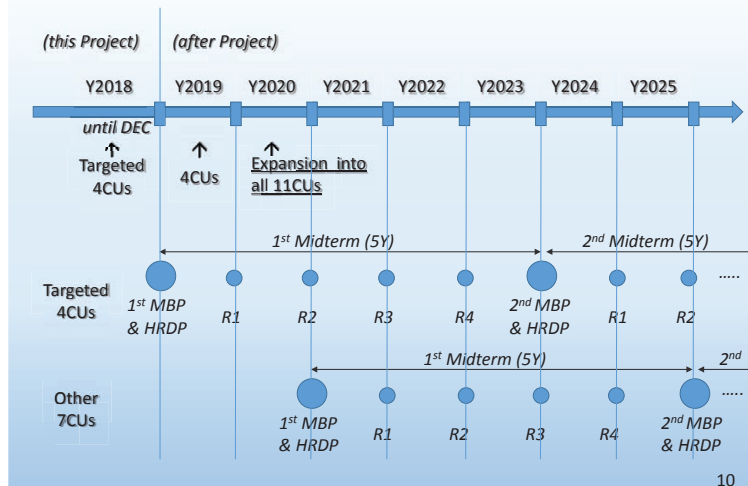 (this Project) (after Project)
Y2018 Y2019 Y2020 Y2021 Y2022 Y2023 Y2024 Y2025
until DEC
Targeted
4CUs
4CUs
Expansion into
all 11CUs
1st Midterm (5Y) 2nd Midterm (5Y)
Targeted
4CUs
1st MBP
& HRDP
R1 R2 R3 R4
2nd MBP
& HRDP
R1 R2 .....
1st Midterm (5Y) 2nd
Other
7CUs
1st MBP
& HRDP
R1 R2 R3 R4
2nd MBP
& HRDP
.....
10